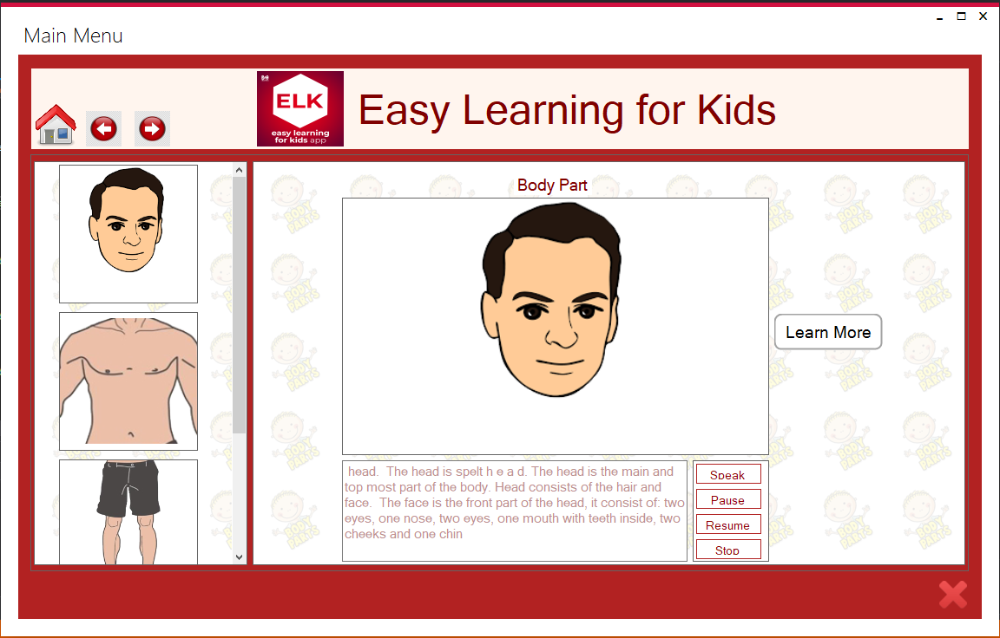 Main Menu
ELK
easy learning
for kids app
Easy Learning for Kids
Body Part
Learn More
head.  The head is spelt h e a d. The head is the main and
top most part of the body. Head consists of the hair and
face.  The face is the front part of the head, it consist of: two
eyes, one nose, two eyes, one mouth with teeth inside, two
cheeks and one chin
Speak
Pause
Resume
Stop
BODY PARTS